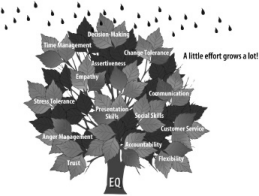 Decision-Making
Time Management
Change Tolerance
A little effort grows a lot!
Assertiveness
Empathy
Communication
Stress Tolerance
Presentation
Skills
Social Skills
Customer Service
Anger Management
Accountability
Trust
Flexibility
EQ